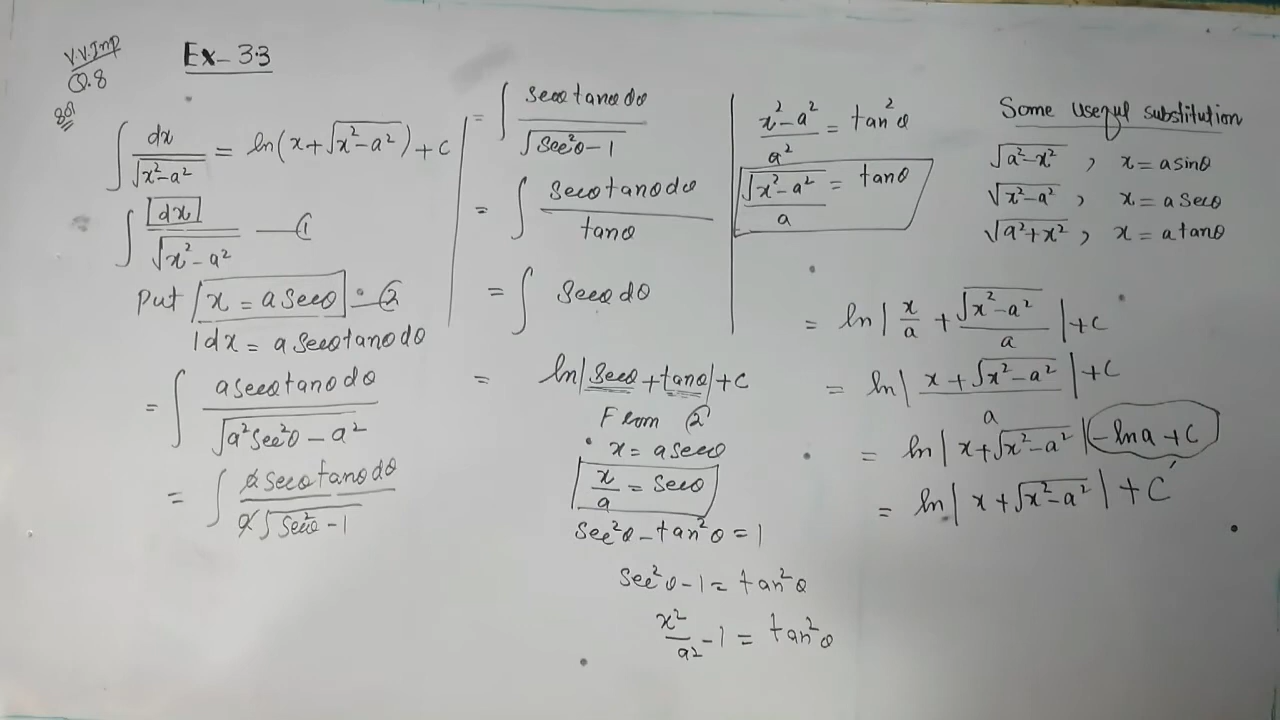 V.V.Imp
Q.8
Ex-3.3
Sol
∫ dx/√(x²-a²) = ln(x+√(x²-a²))+c
∫ dx/√(x²-a²) — ①
Put x = a secθ — ②
dx = a secθ tanθ dθ
= ∫ a secθ tanθ dθ / √(a²sec²θ - a²)
= ∫ a secθ tanθ dθ / a√(sec²θ - 1)
= ∫ secθ tanθ dθ / √(sec²θ - 1)
= ∫ secθ tanθ dθ / tanθ
= ∫ secθ dθ
= ln|secθ + tanθ| + c
From ②
x = a secθ
x/a = secθ
sec²θ - tan²θ = 1
sec²θ - 1 = tan²θ
x²/a² - 1 = tan²θ
(x²-a²)/a² = tan²θ
√(x²-a²)/a = tanθ
Some useful substitution
√(a²-x²) , x = a sinθ
√(x²-a²) , x = a secθ
√(a²+x²) , x = a tanθ
= ln| x/a + √(x²-a²)/a | + c
= ln| (x+√(x²-a²))/a | + c
= ln| x+√(x²-a²) | - ln a + c
= ln| x+√(x²-a²) | + c′